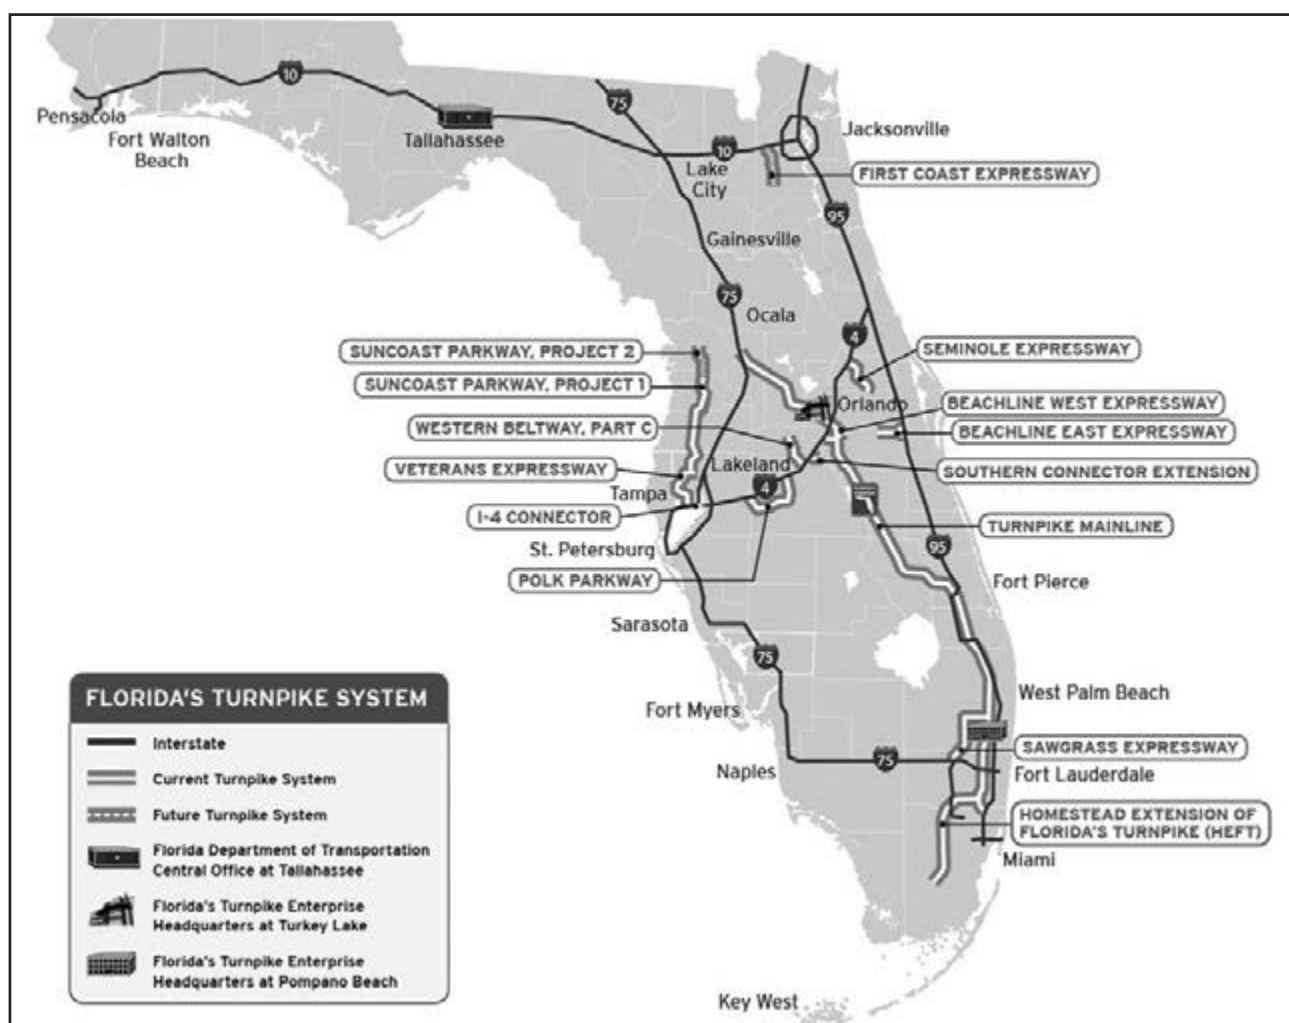 10
75
Pensacola
Fort Walton
Beach
Tallahassee
Jacksonville
10
Lake
City
FIRST COAST EXPRESSWAY
95
Gainesville
75
Ocala
4
SUNCOAST PARKWAY, PROJECT 2
SEMINOLE EXPRESSWAY
SUNCOAST PARKWAY, PROJECT 1
Orlando
BEACHLINE WEST EXPRESSWAY
WESTERN BELTWAY, PART C
BEACHLINE EAST EXPRESSWAY
VETERANS EXPRESSWAY
Lakeland
SOUTHERN CONNECTOR EXTENSION
Tampa
4
I-4 CONNECTOR
TURNPIKE MAINLINE
St. Petersburg
95
POLK PARKWAY
Fort Pierce
Sarasota
75
West Palm Beach
Fort Myers
SAWGRASS EXPRESSWAY
75
Naples
Fort Lauderdale
HOMESTEAD EXTENSION OF
FLORIDA'S TURNPIKE (HEFT)
Miami
Key West
FLORIDA'S TURNPIKE SYSTEM
Interstate
Current Turnpike System
Future Turnpike System
Florida Department of Transportation
Central Office at Tallahassee
Florida's Turnpike Enterprise
Headquarters at Turkey Lake
Florida's Turnpike Enterprise
Headquarters at Pompano Beach